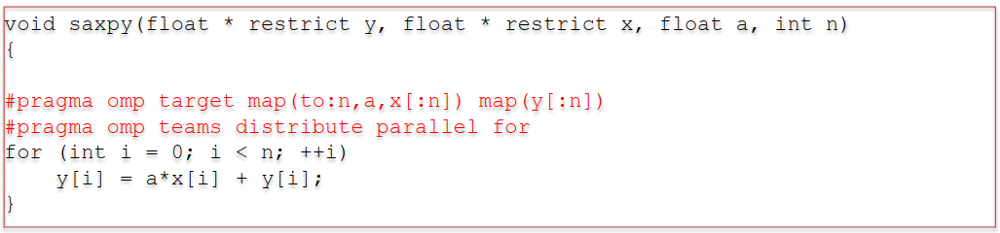 void saxpy(float * restrict y, float * restrict x, float a, int n)
{
#pragma omp target map(to:n,a,x[:n]) map(y[:n])
#pragma omp teams distribute parallel for
for (int i = 0; i < n; ++i)
    y[i] = a*x[i] + y[i];
}